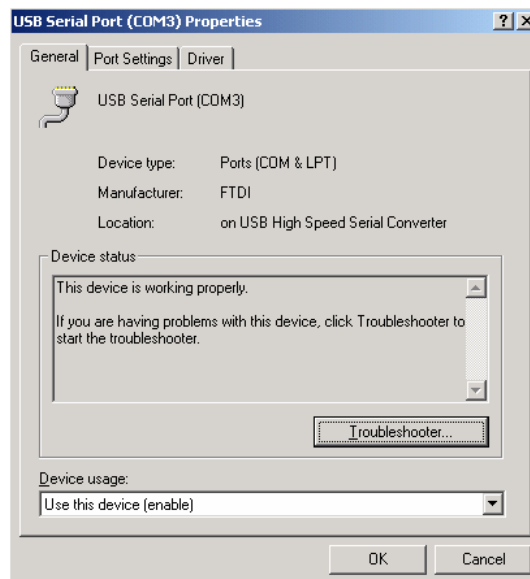 USB Serial Port (COM3) Properties
General
Port Settings
Driver
USB Serial Port (COM3)
Device type: Ports (COM & LPT)
Manufacturer: FTDI
Location: on USB High Speed Serial Converter
Device status
This device is working properly.
If you are having problems with this device, click Troubleshooter to
start the troubleshooter.
Troubleshooter...
Device usage:
Use this device (enable)
OK
Cancel